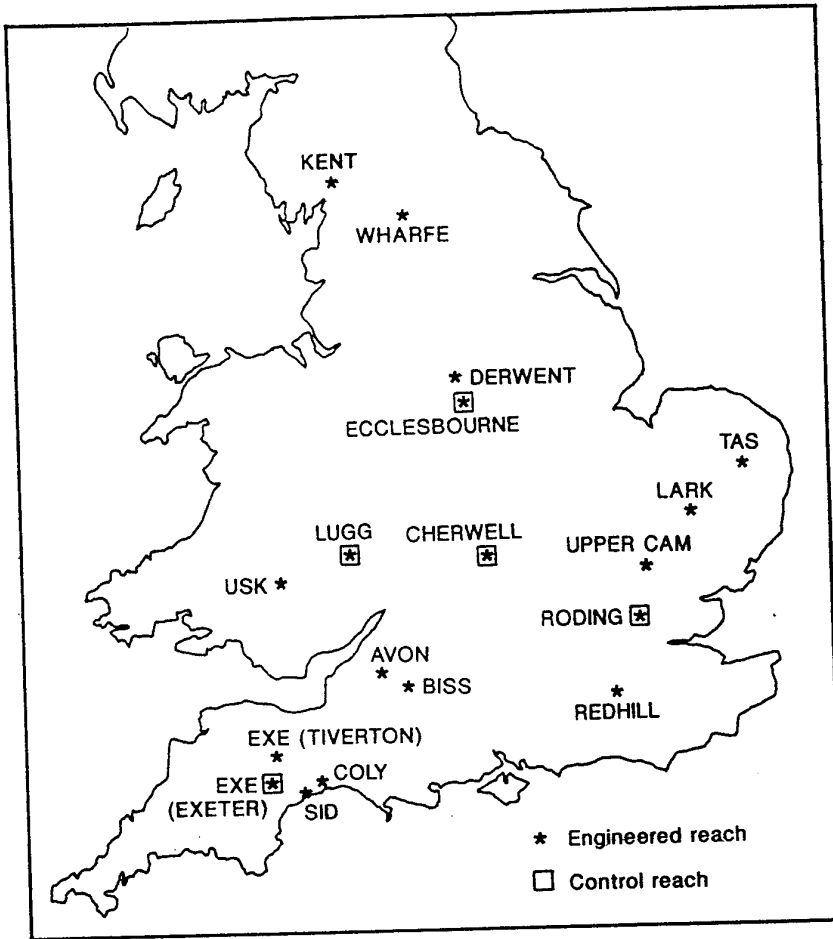 KENT
WHARFE
DERWENT
ECCLESBOURNE
TAS
LARK
LUGG
CHERWELL
UPPER CAM
USK
RODING
AVON
BISS
REDHILL
EXE (TIVERTON)
COLY
EXE
(EXETER)
SID
* Engineered reach
□ Control reach